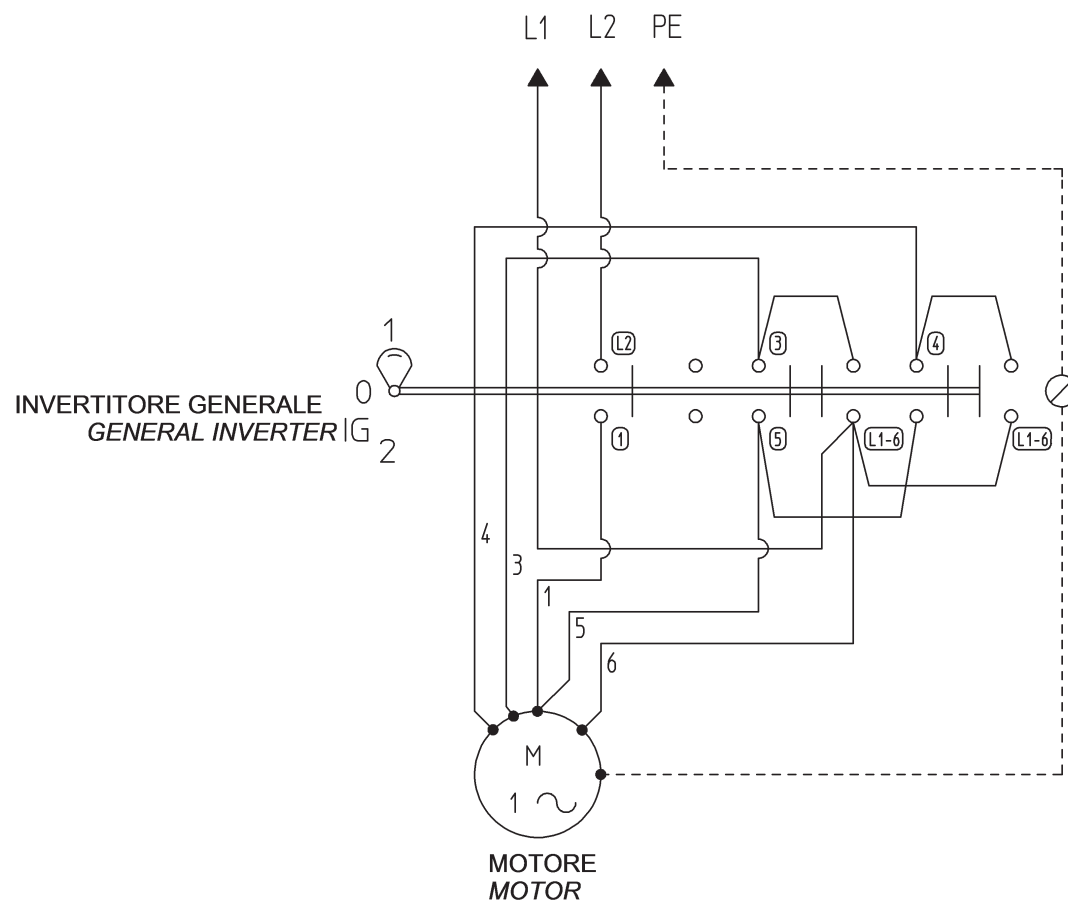 L1 L2 PE
L2 3 4
1
0
INVERTITORE GENERALE
GENERAL INVERTER IG
2
1 5 L1-6 L1-6
4
3
1
5
6
M
1
MOTORE
MOTOR